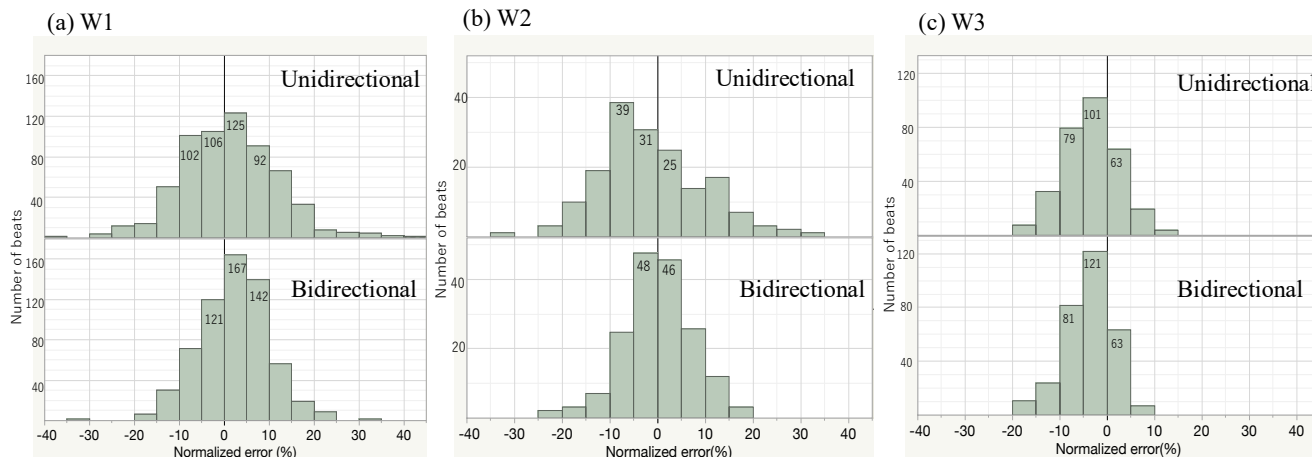 (a) W1
160
120
80
40
Unidirectional
102
106
125
92
160
120
80
40
Bidirectional
121
167
142
Number of beats
-40 -30 -20 -10 0 10 20 30 40
Normalized error (%)
(b) W2
40
20
Unidirectional
39
31
25
40
20
Bidirectional
48
46
Number of beats
-40 -30 -20 -10 0 10 20 30 40
Normalized error(%)
(c) W3
120
80
40
Unidirectional
79
101
63
120
80
40
Bidirectional
81
121
63
Number of beats
-40 -30 -20 -10 0 10 20 30 40
Normalized error(%)